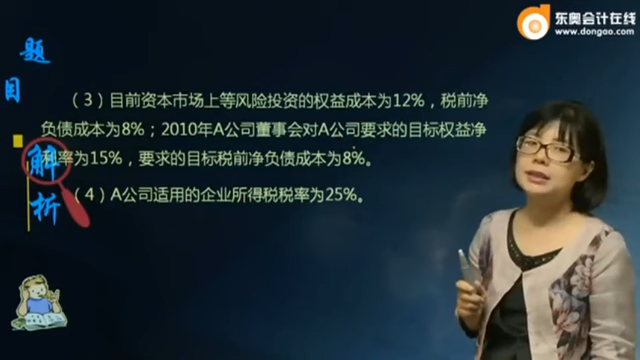 东奥会计在线
www.dongao.com
题目解析
(3)目前资本市场上等风险投资的权益成本为12%，税前净
负债成本为8%；2010年A公司董事会对A公司要求的目标权益净
利率为15%，要求的目标税前净负债成本为8%。
(4)A公司适用的企业所得税税率为25%。